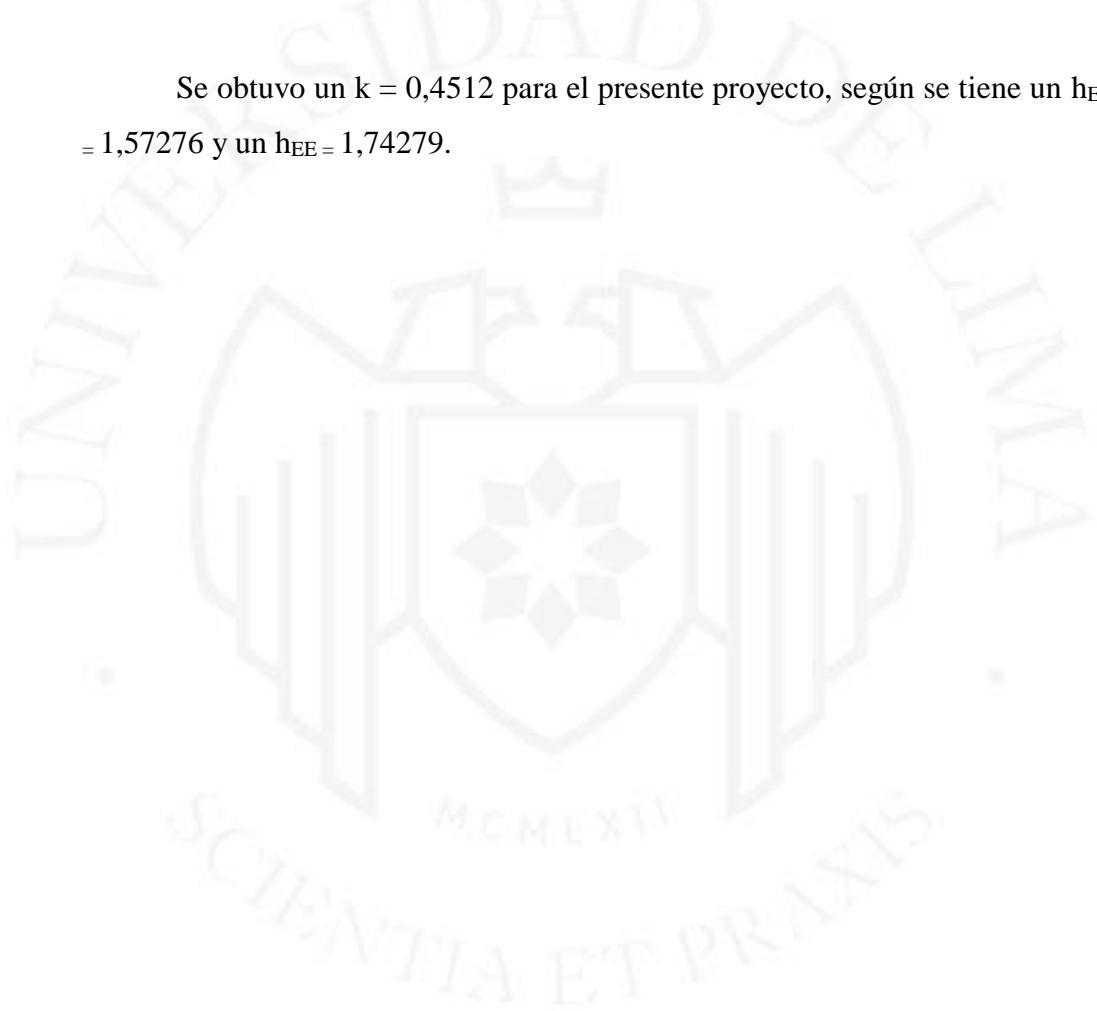 Se obtuvo un k = 0,4512 para el presente proyecto, según se tiene un hE
= 1,57276 y un hEE = 1,74279.
UNIVERSIDAD DE LIMA
MCMLXII
SCIENTIA ET PRAXIS